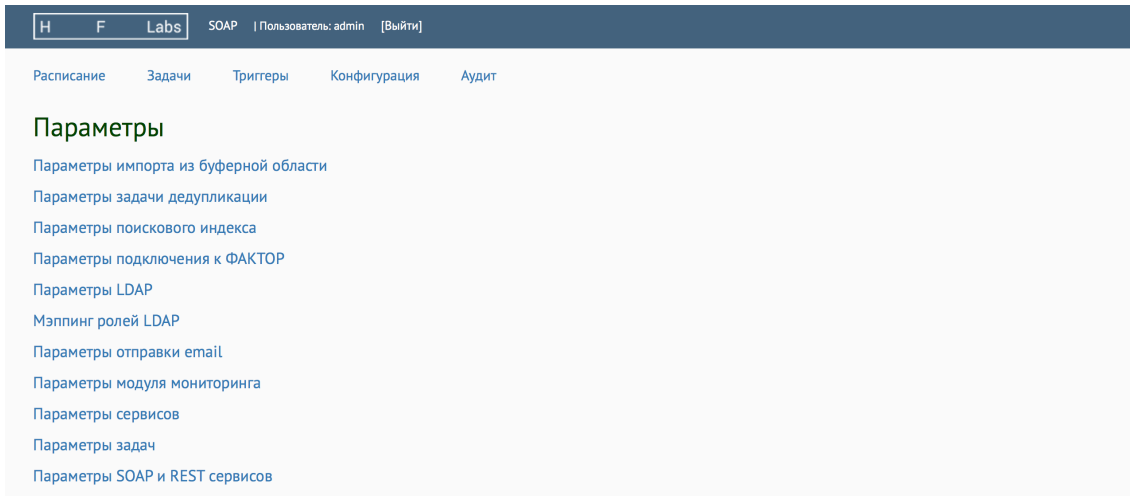 H F Labs SOAP | Пользователь: admin [Выйти]
Расписание Задачи Триггеры Конфигурация Аудит
Параметры
Параметры импорта из буферной области
Параметры задачи дедупликации
Параметры поискового индекса
Параметры подключения к ФАКТОР
Параметры LDAP
Мэппинг ролей LDAP
Параметры отправки email
Параметры модуля мониторинга
Параметры сервисов
Параметры задач
Параметры SOAP и REST сервисов